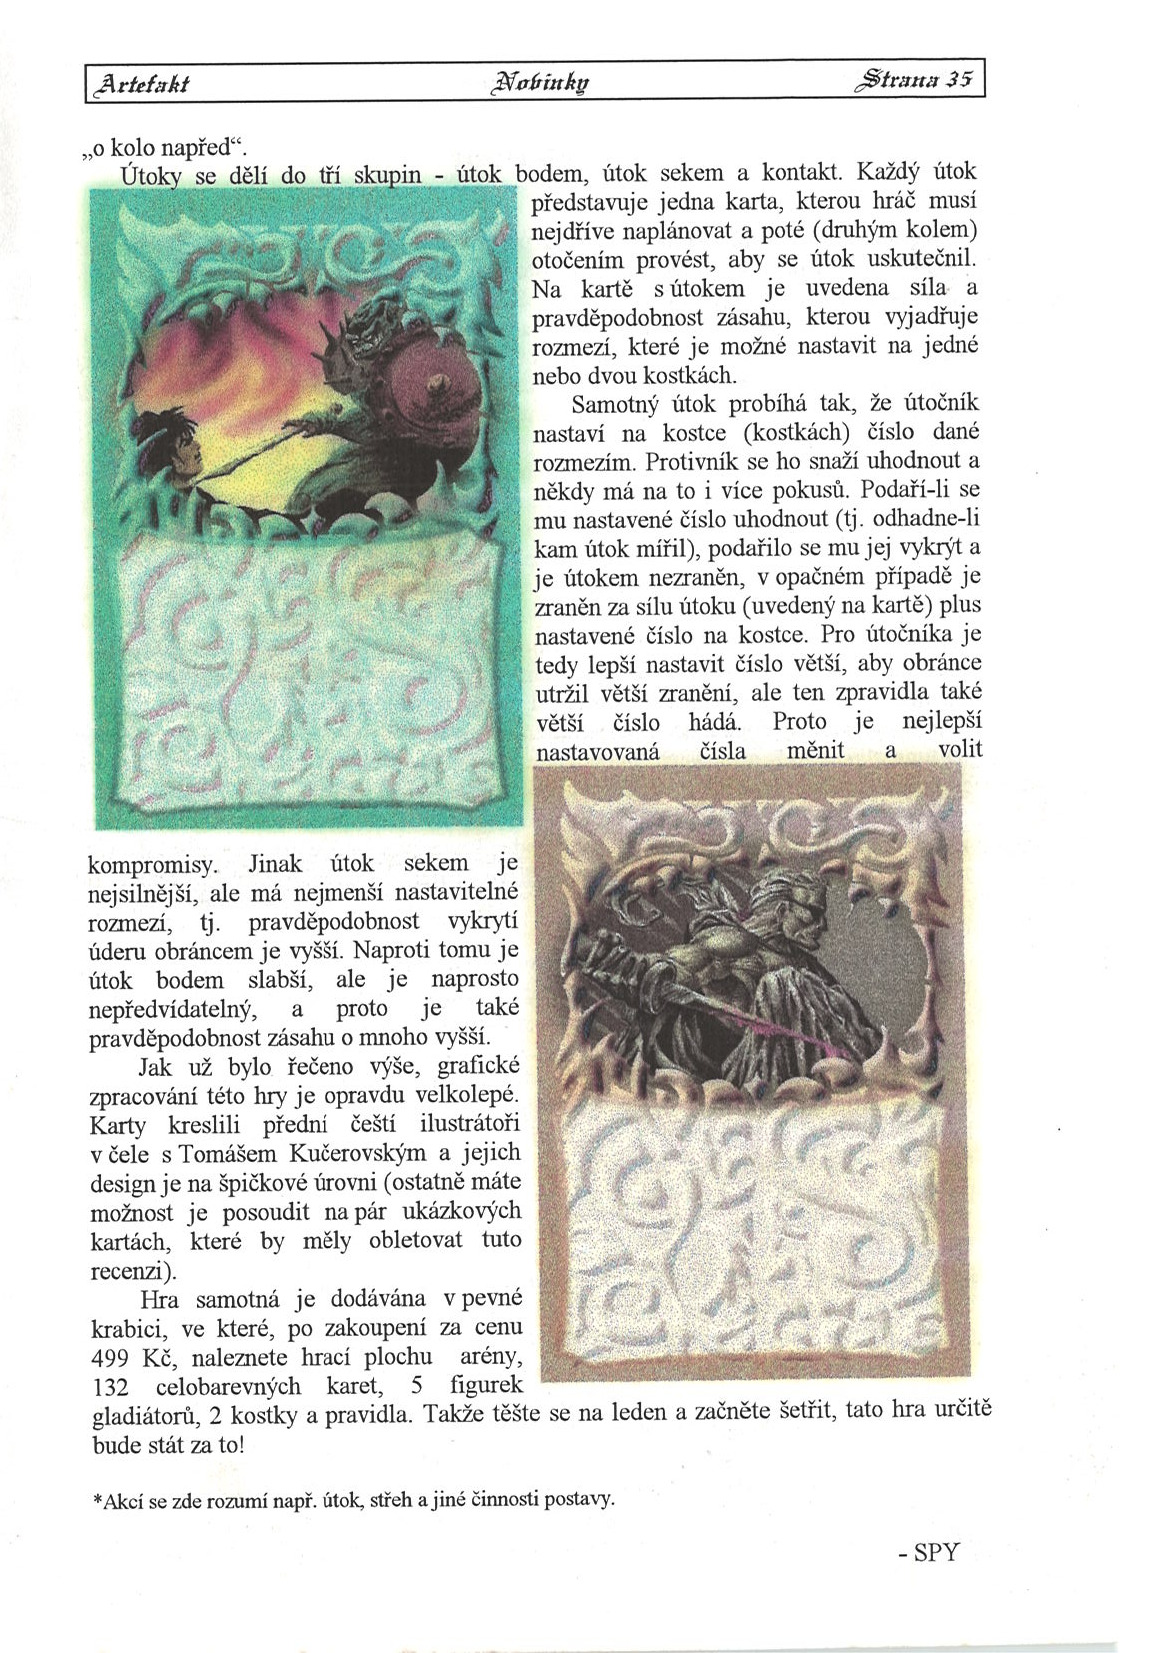 Artefakt Novinky Strana 35
„o kolo napřed“.
Útoky se dělí do tří skupin - útok bodem, útok sekem a kontakt. Každý útok
představuje jedna karta, kterou hráč musí
nejdříve naplánovat a poté (druhým kolem)
otočením provést, aby se útok uskutečnil.
Na kartě s útokem je uvedena síla a
pravděpodobnost zásahu, kterou vyjadřuje
rozmezí, které je možné nastavit na jedné
nebo dvou kostkách.
Samotný útok probíhá tak, že útočník
nastaví na kostce (kostkách) číslo dané
rozmezím. Protivník se ho snaží uhodnout a
někdy má na to i více pokusů. Podaří-li se
mu nastavené číslo uhodnout (tj. odhadne-li
kam útok mířil), podařilo se mu jej vykrýt a
je útokem nezraněn, v opačném případě je
zraněn za sílu útoku (uvedený na kartě) plus
nastavené číslo na kostce. Pro útočníka je
tedy lepší nastavit číslo větší, aby obránce
utržil větší zranění, ale ten zpravidla také
větší číslo hádá. Proto je nejlepší
nastavovaná čísla měnit a volit
kompromisy. Jinak útok sekem je
nejsilnější, ale má nejmenší nastavitelné
rozmezí, tj. pravděpodobnost vykrytí
úderu obráncem je vyšší. Naproti tomu je
útok bodem slabší, ale je naprosto
nepředvídatelný, a proto je také
pravděpodobnost zásahu o mnoho vyšší.
Jak už bylo řečeno výše, grafické
zpracování této hry je opravdu velkolepé.
Karty kreslili přední čeští ilustrátoři
v čele s Tomášem Kučerovským a jejich
design je na špičkové úrovni (ostatně máte
možnost je posoudit na pár ukázkových
kartách, které by měly obletovat tuto
recenzi).
Hra samotná je dodávána v pevné
krabici, ve které, po zakoupení za cenu
499 Kč, naleznete hrací plochu arény,
132 celobarevných karet, 5 figurek
gladiátorů, 2 kostky a pravidla. Takže těšte se na leden a začněte šetřit, tato hra určitě
bude stát za to!
*Akcí se zde rozumí např. útok, střeh a jiné činnosti postavy.
- SPY